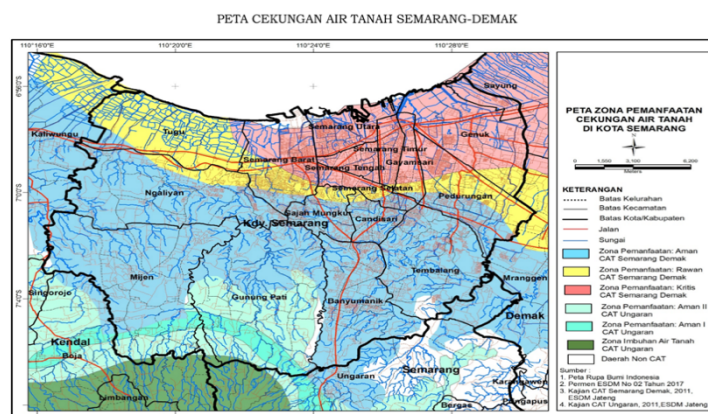 PETA CEKUNGAN AIR TANAH SEMARANG-DEMAK
110°16'0"E
110°20'0"E
110°24'0"E
110°28'0"E
6°56'0"S
7°0'0"S
7°4'0"S
Sayung
Kaliwungu
Tugu
Semarang Utara
Genuk
Semarang Timur
Semarang Barat
Gayamsari
Semarang Tengah
Ngaliyan
Semarang Selatan
Pedurungan
Gajah Mungkur
Candisari
Kdy. Semarang
Mijen
Tembalang
Mranggen
Singorojo
Gunung Pati
Banyumanik
Demak
Kendal
Boja
Ungaran
Semarang
Karangawen
Limbangan
Bergas
Pringapus
PETA ZONA PEMANFAATAN
CEKUNGAN AIR TANAH
DI KOTA SEMARANG
N
Meters
KETERANGAN
Batas Kelurahan
Batas Kecamatan
Batas Kota/Kabupaten
Jalan
Sungai
Zona Pemanfaatan: Aman
CAT Semarang Demak
Zona Pemanfaatan: Rawan
CAT Semarang Demak
Zona Pemanfaatan: Kritis
CAT Semarang Demak
Zona Pemanfaatan: Aman II
CAT Ungaran
Zona Pemanfaatan: Aman I
CAT Ungaran
Zona Imbuhan Air Tanah
CAT Ungaran
Daerah Non CAT
Sumber :
1. Peta Rupa Bumi Indonesia
2. Permen ESDM No 02 Tahun 2017
3. Kajian CAT Semarang Demak, 2011,
ESDM Jateng
4. Kajian CAT Ungaran, 2011,ESDM Jateng